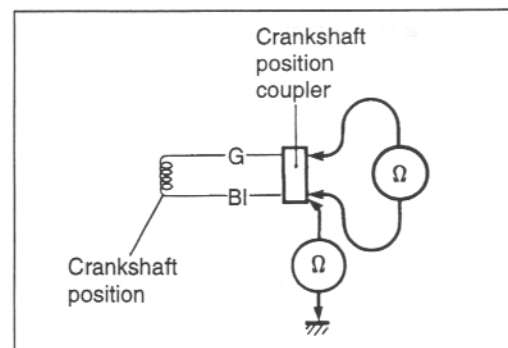 Crankshaft
position
coupler
G
Ω
Bl
Ω
Crankshaft
position